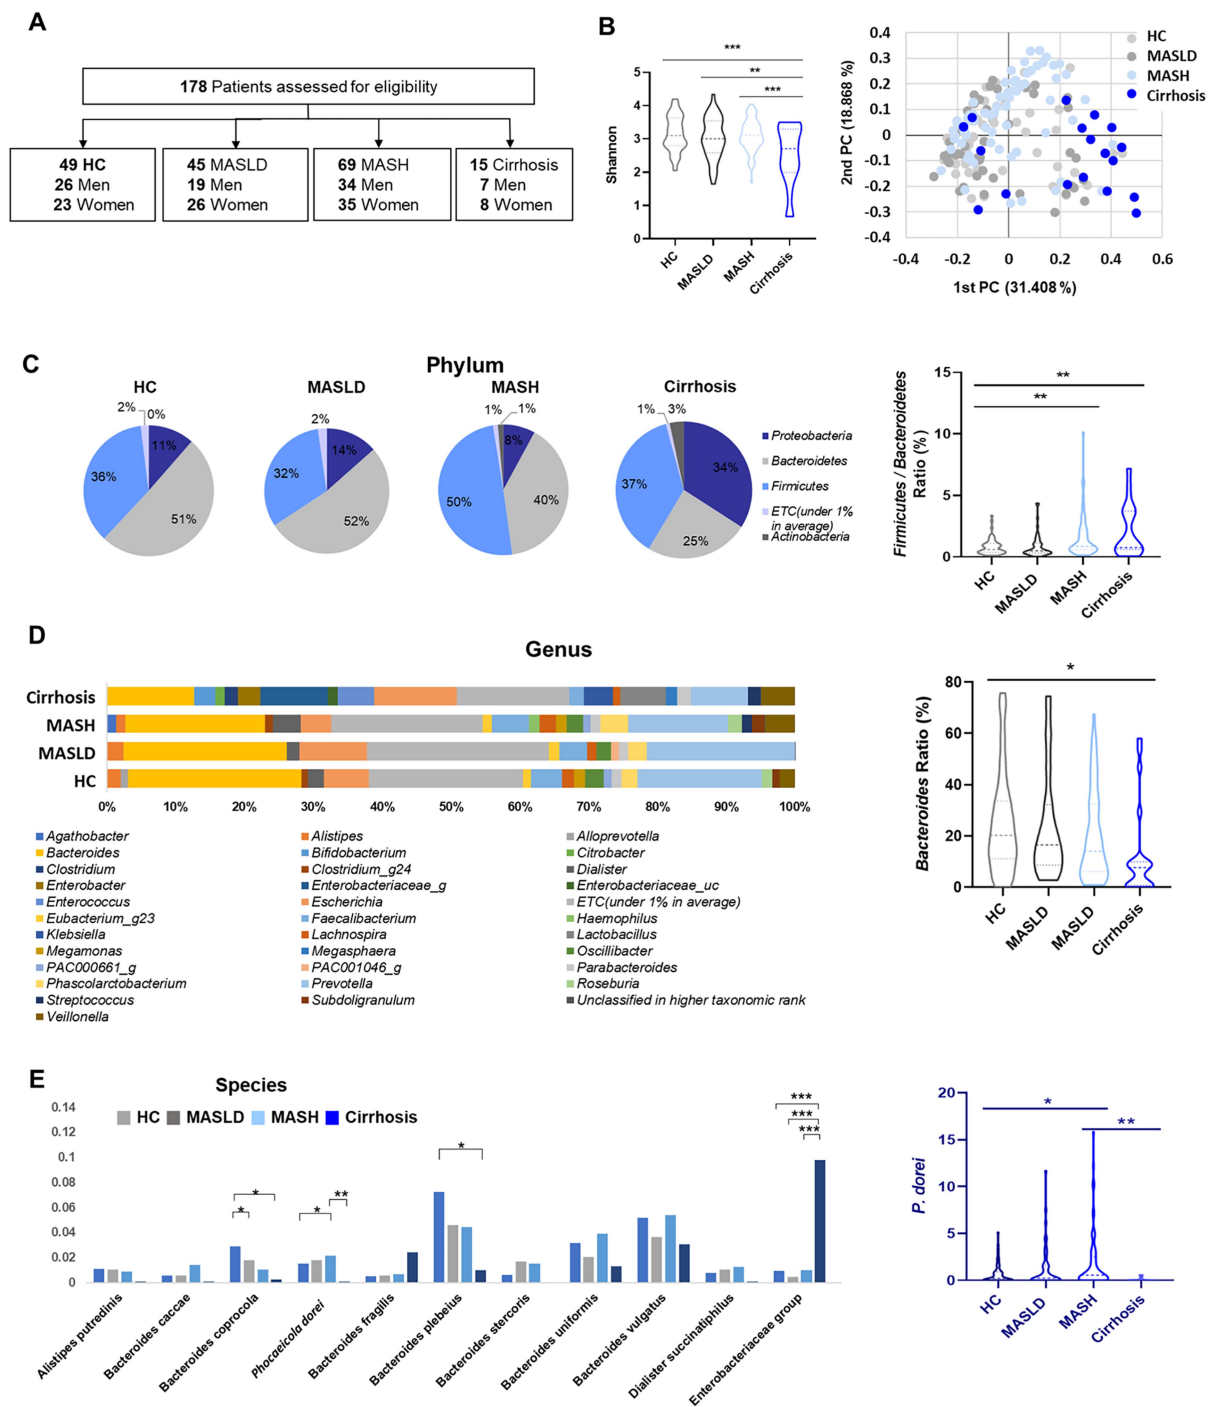 A
178 Patients assessed for eligibility
49 HC
26 Men
23 Women
45 MASLD
19 Men
26 Women
69 MASH
34 Men
35 Women
15 Cirrhosis
7 Men
8 Women
B
***
**
***
Shannon
5
4
3
2
1
0
HC
MASLD
MASH
Cirrhosis
2nd PC (18.868 %)
0.4
0.3
0.2
0.1
0
-0.1
-0.2
-0.3
-0.4
-0.4
-0.2
0
0.2
0.4
0.6
1st PC (31.408%)
HC
MASLD
MASH
Cirrhosis
C
Phylum
HC
2%
0%
11%
36%
51%
MASLD
2%
14%
32%
52%
MASH
1%
1%
8%
50%
40%
Cirrhosis
1%
3%
34%
37%
25%
Proteobacteria
Bacteroidetes
Firmicutes
ETC(under 1%
in average)
Actinobacteria
Firmicutes / Bacteroidetes
Ratio (%)
15
10
5
0
**
**
HC
MASLD
MASH
Cirrhosis
D
Genus
Cirrhosis
MASH
MASLD
HC
0%
10%
20%
30%
40%
50%
60%
70%
80%
90%
100%
Agathobacter
Alistipes
Alloprevotella
Bacteroides
Bifidobacterium
Citrobacter
Clostridium
Clostridium_g24
Dialister
Enterobacter
Enterobacteriaceae_g
Enterobacteriaceae_uc
Enterococcus
Escherichia
ETC(under 1% in average)
Eubacterium_g23
Faecalibacterium
Haemophilus
Klebsiella
Lachnospira
Lactobacillus
Megamonas
Megasphaera
Oscillibacter
PAC000661_g
PAC001046_g
Parabacteroides
Phascolarctobacterium
Prevotella
Roseburia
Streptococcus
Subdoligranulum
Unclassified in higher taxonomic rank
Veillonella
Bacteroides Ratio (%)
80
60
40
20
0
*
HC
MASLD
MASLD
Cirrhosis
E
Species
HC
MASLD
MASH
Cirrhosis
0.14
0.12
0.1
0.08
0.06
0.04
0.02
0
*
*
*
**
*
***
***
***
Alistipes putredinis
Bacteroides caccae
Bacteroides coprocola
Phocaeicola dorei
Bacteroides fragilis
Bacteroides plebeius
Bacteroides stercoris
Bacteroides uniformis
Bacteroides vulgatus
Dialister succinatiphilus
Enterobacteriaceae group
P. dorei
20
15
10
5
0
*
**
HC
MASLD
MASH
Cirrhosis